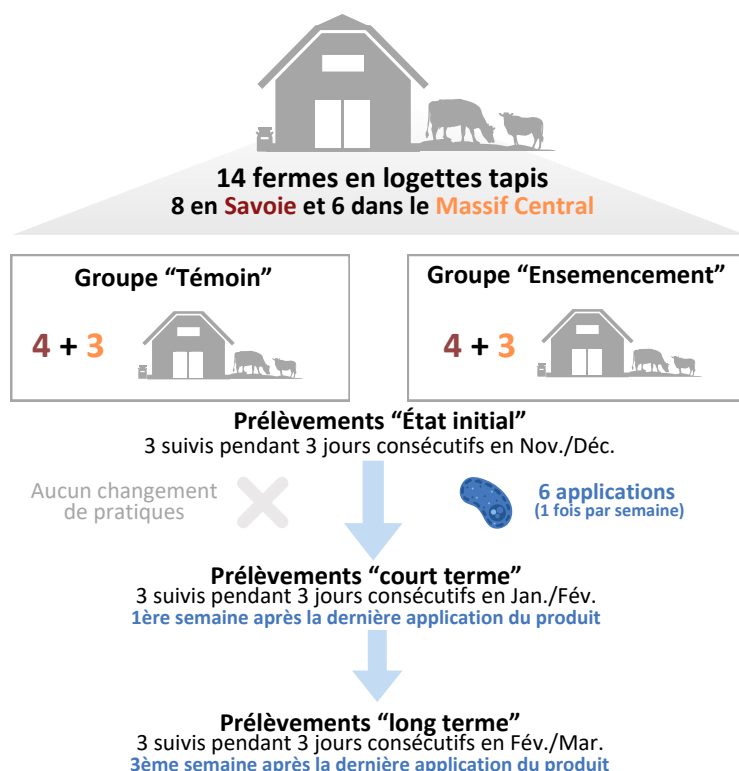 14 fermes en logettes tapis
8 en Savoie et 6 dans le Massif Central
Groupe “Témoin”
4 + 3
Groupe “Ensemencement”
4 + 3
Prélèvements “État initial”
3 suivis pendant 3 jours consécutifs en Nov./Déc.
Aucun changement
de pratiques
6 applications
(1 fois par semaine)
Prélèvements “court terme”
3 suivis pendant 3 jours consécutifs en Jan./Fév.
1ère semaine après la dernière application du produit
Prélèvements “long terme”
3 suivis pendant 3 jours consécutifs en Fév./Mar.
3ème semaine après la dernière application du produit